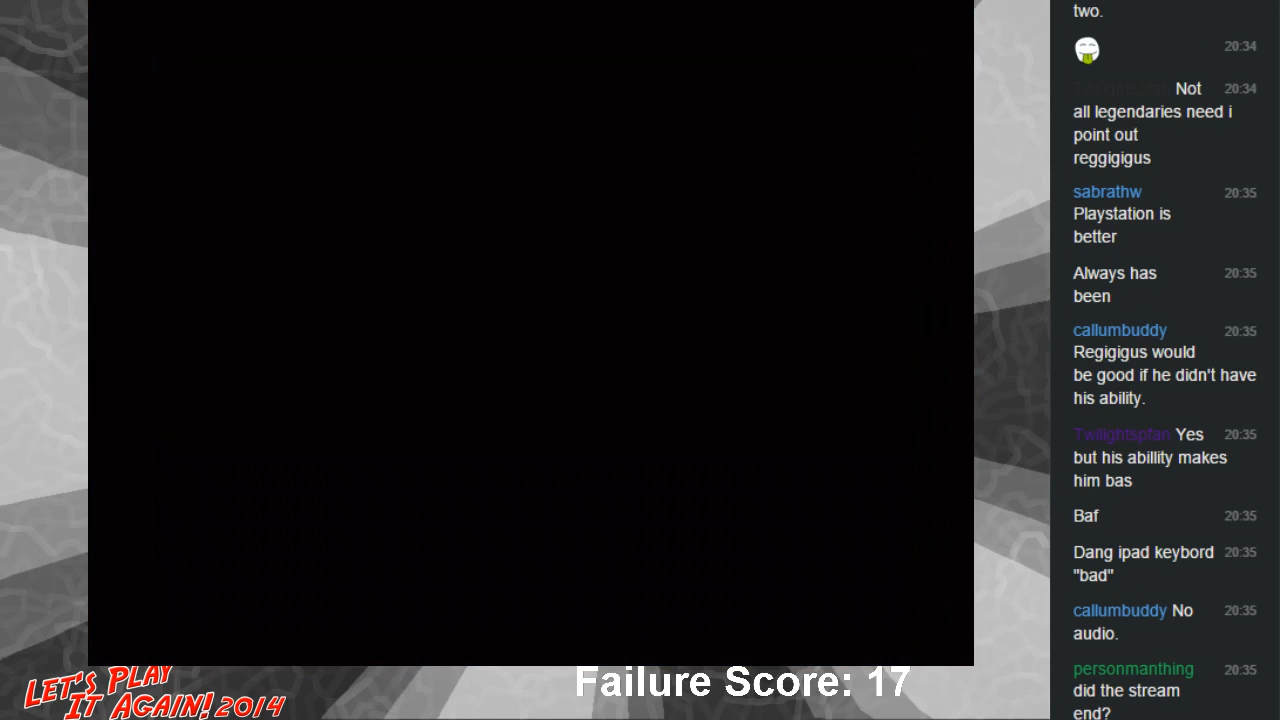 two.
20:34
Twilightspfan Not 20:34
all legendaries need i
point out
reggigigus
sabrathw 20:35
Playstation is
better
Always has 20:35
been
callumbuddy 20:35
Regigigus would
be good if he didn't have
his ability.
Twilightspfan Yes 20:35
but his abillity makes
him bas
Baf 20:35
Dang ipad keybord 20:35
"bad"
callumbuddy No 20:35
audio.
personmanthing 20:35
did the stream
end?
LET'S PLAY
IT AGAIN! 2014
Failure Score: 17